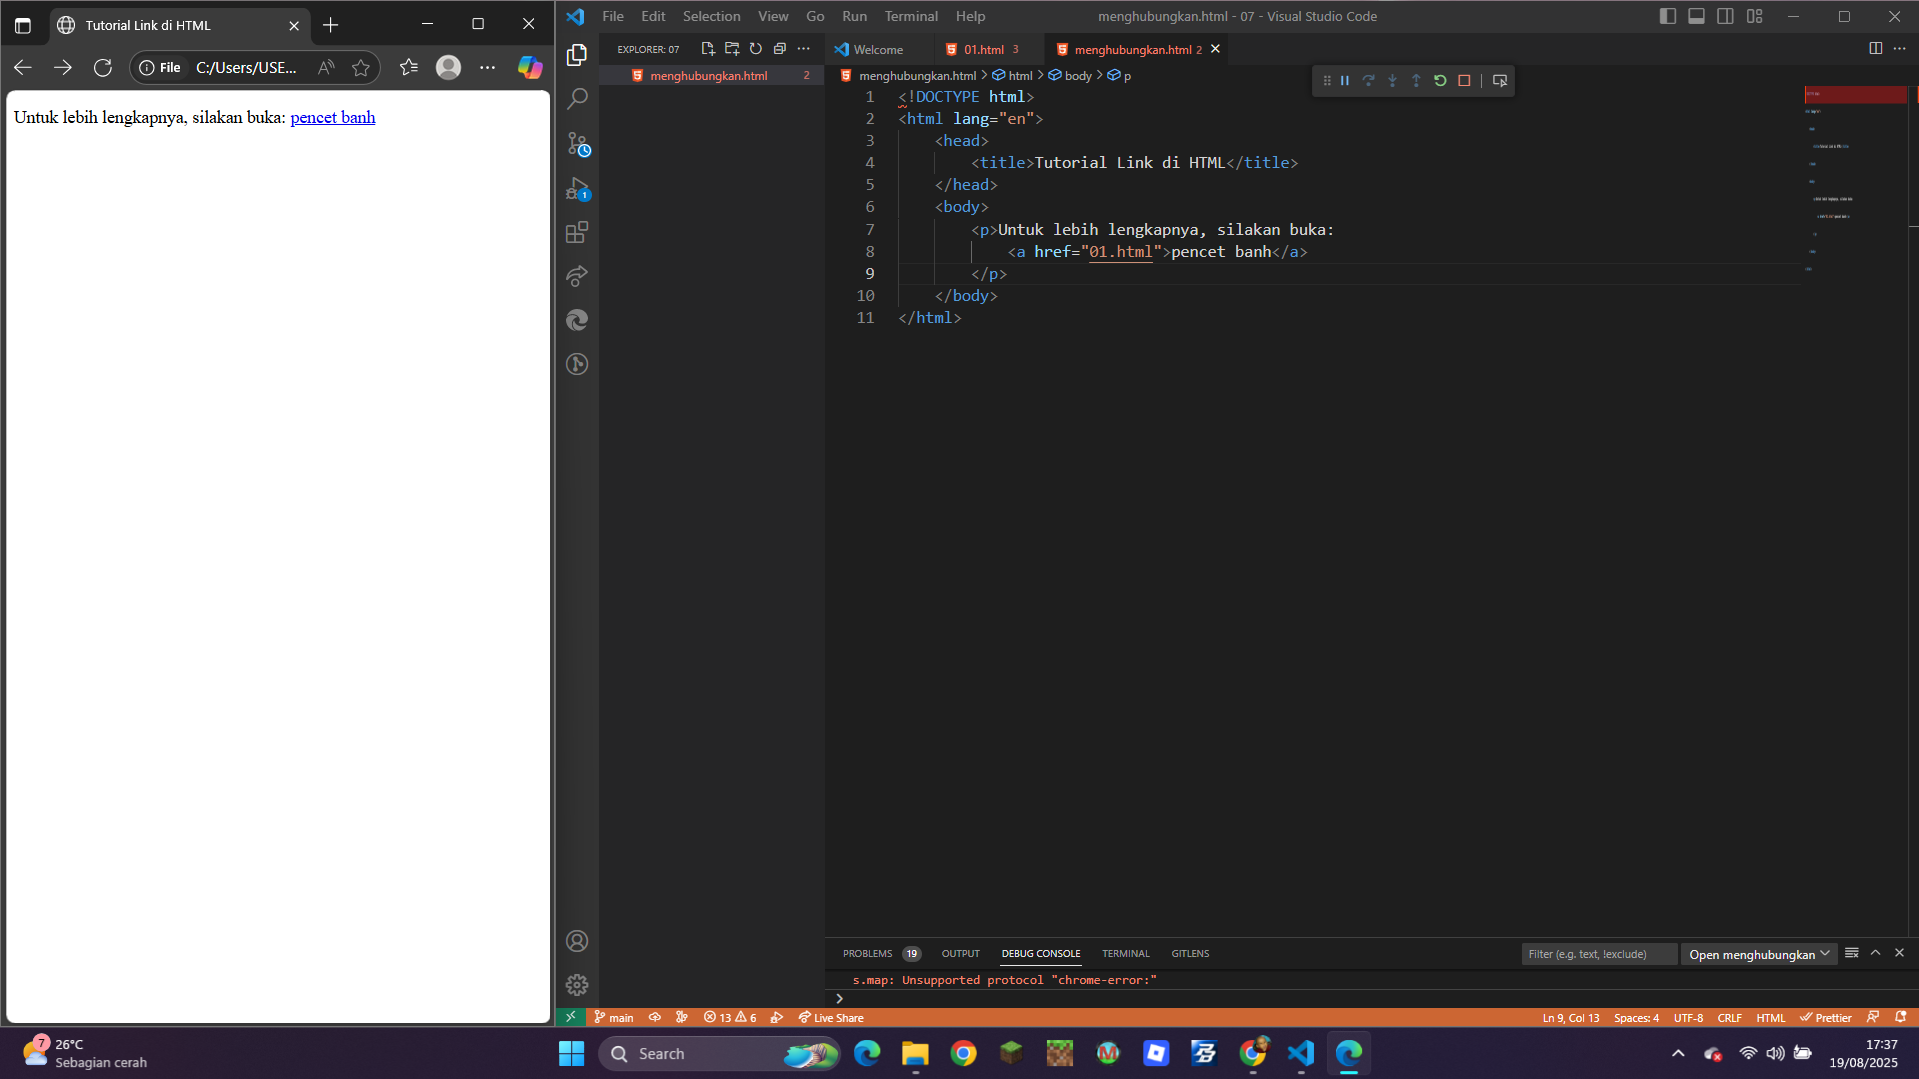 Tutorial Link di HTML
File C:/Users/USE...
Untuk lebih lengkapnya, silakan buka: pencet banh
File Edit Selection View Go Run Terminal Help
menghubungkan.html - 07 - Visual Studio Code
EXPLORER: 07
menghubungkan.html 2
Welcome
01.html 3
menghubungkan.html 2
menghubungkan.html > html > body > p
1 <!DOCTYPE html>
2 <html lang="en">
3 <head>
4 <title>Tutorial Link di HTML</title>
5 </head>
6 <body>
7 <p>Untuk lebih lengkapnya, silakan buka:
8 <a href="01.html">pencet banh</a>
9 </p>
10 </body>
11 </html>
1
PROBLEMS 19 OUTPUT DEBUG CONSOLE TERMINAL GITLENS
Filter (e.g. text, !exclude)
Open menghubungkan
s.map: Unsupported protocol "chrome-error:"
main
13 6
Live Share
Ln 9, Col 13 Spaces: 4 UTF-8 CRLF HTML Prettier
7
26°C
Sebagian cerah
Search
17:37
19/08/2025